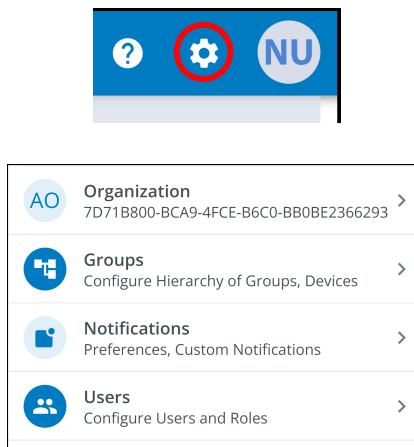 ?
NU
AO
Organization
7D71B800-BCA9-4FCE-B6C0-BB0BE2366293
Groups
Configure Hierarchy of Groups, Devices
Notifications
Preferences, Custom Notifications
Users
Configure Users and Roles